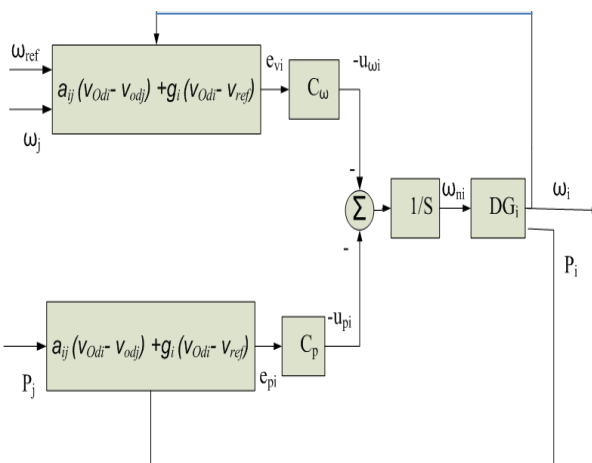 ω_ref
ω_j
a_ij (v_Odi - v_odj) + g_i (v_Odi - v_ref)
e_vi
C_ω
-u_ωi
-
Σ
-
1/S
ω_ni
DG_i
ω_i
P_i
P_j
a_ij (v_Odi - v_odj) + g_i (v_Odi - v_ref)
e_pi
C_p
-u_pi